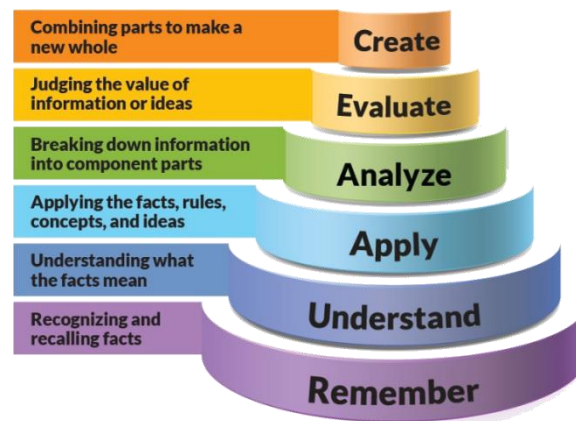 Combining parts to make a
new whole
Create
Judging the value of
information or ideas
Evaluate
Breaking down information
into component parts
Analyze
Applying the facts, rules,
concepts, and ideas
Apply
Understanding what
the facts mean
Understand
Recognizing and
recalling facts
Remember